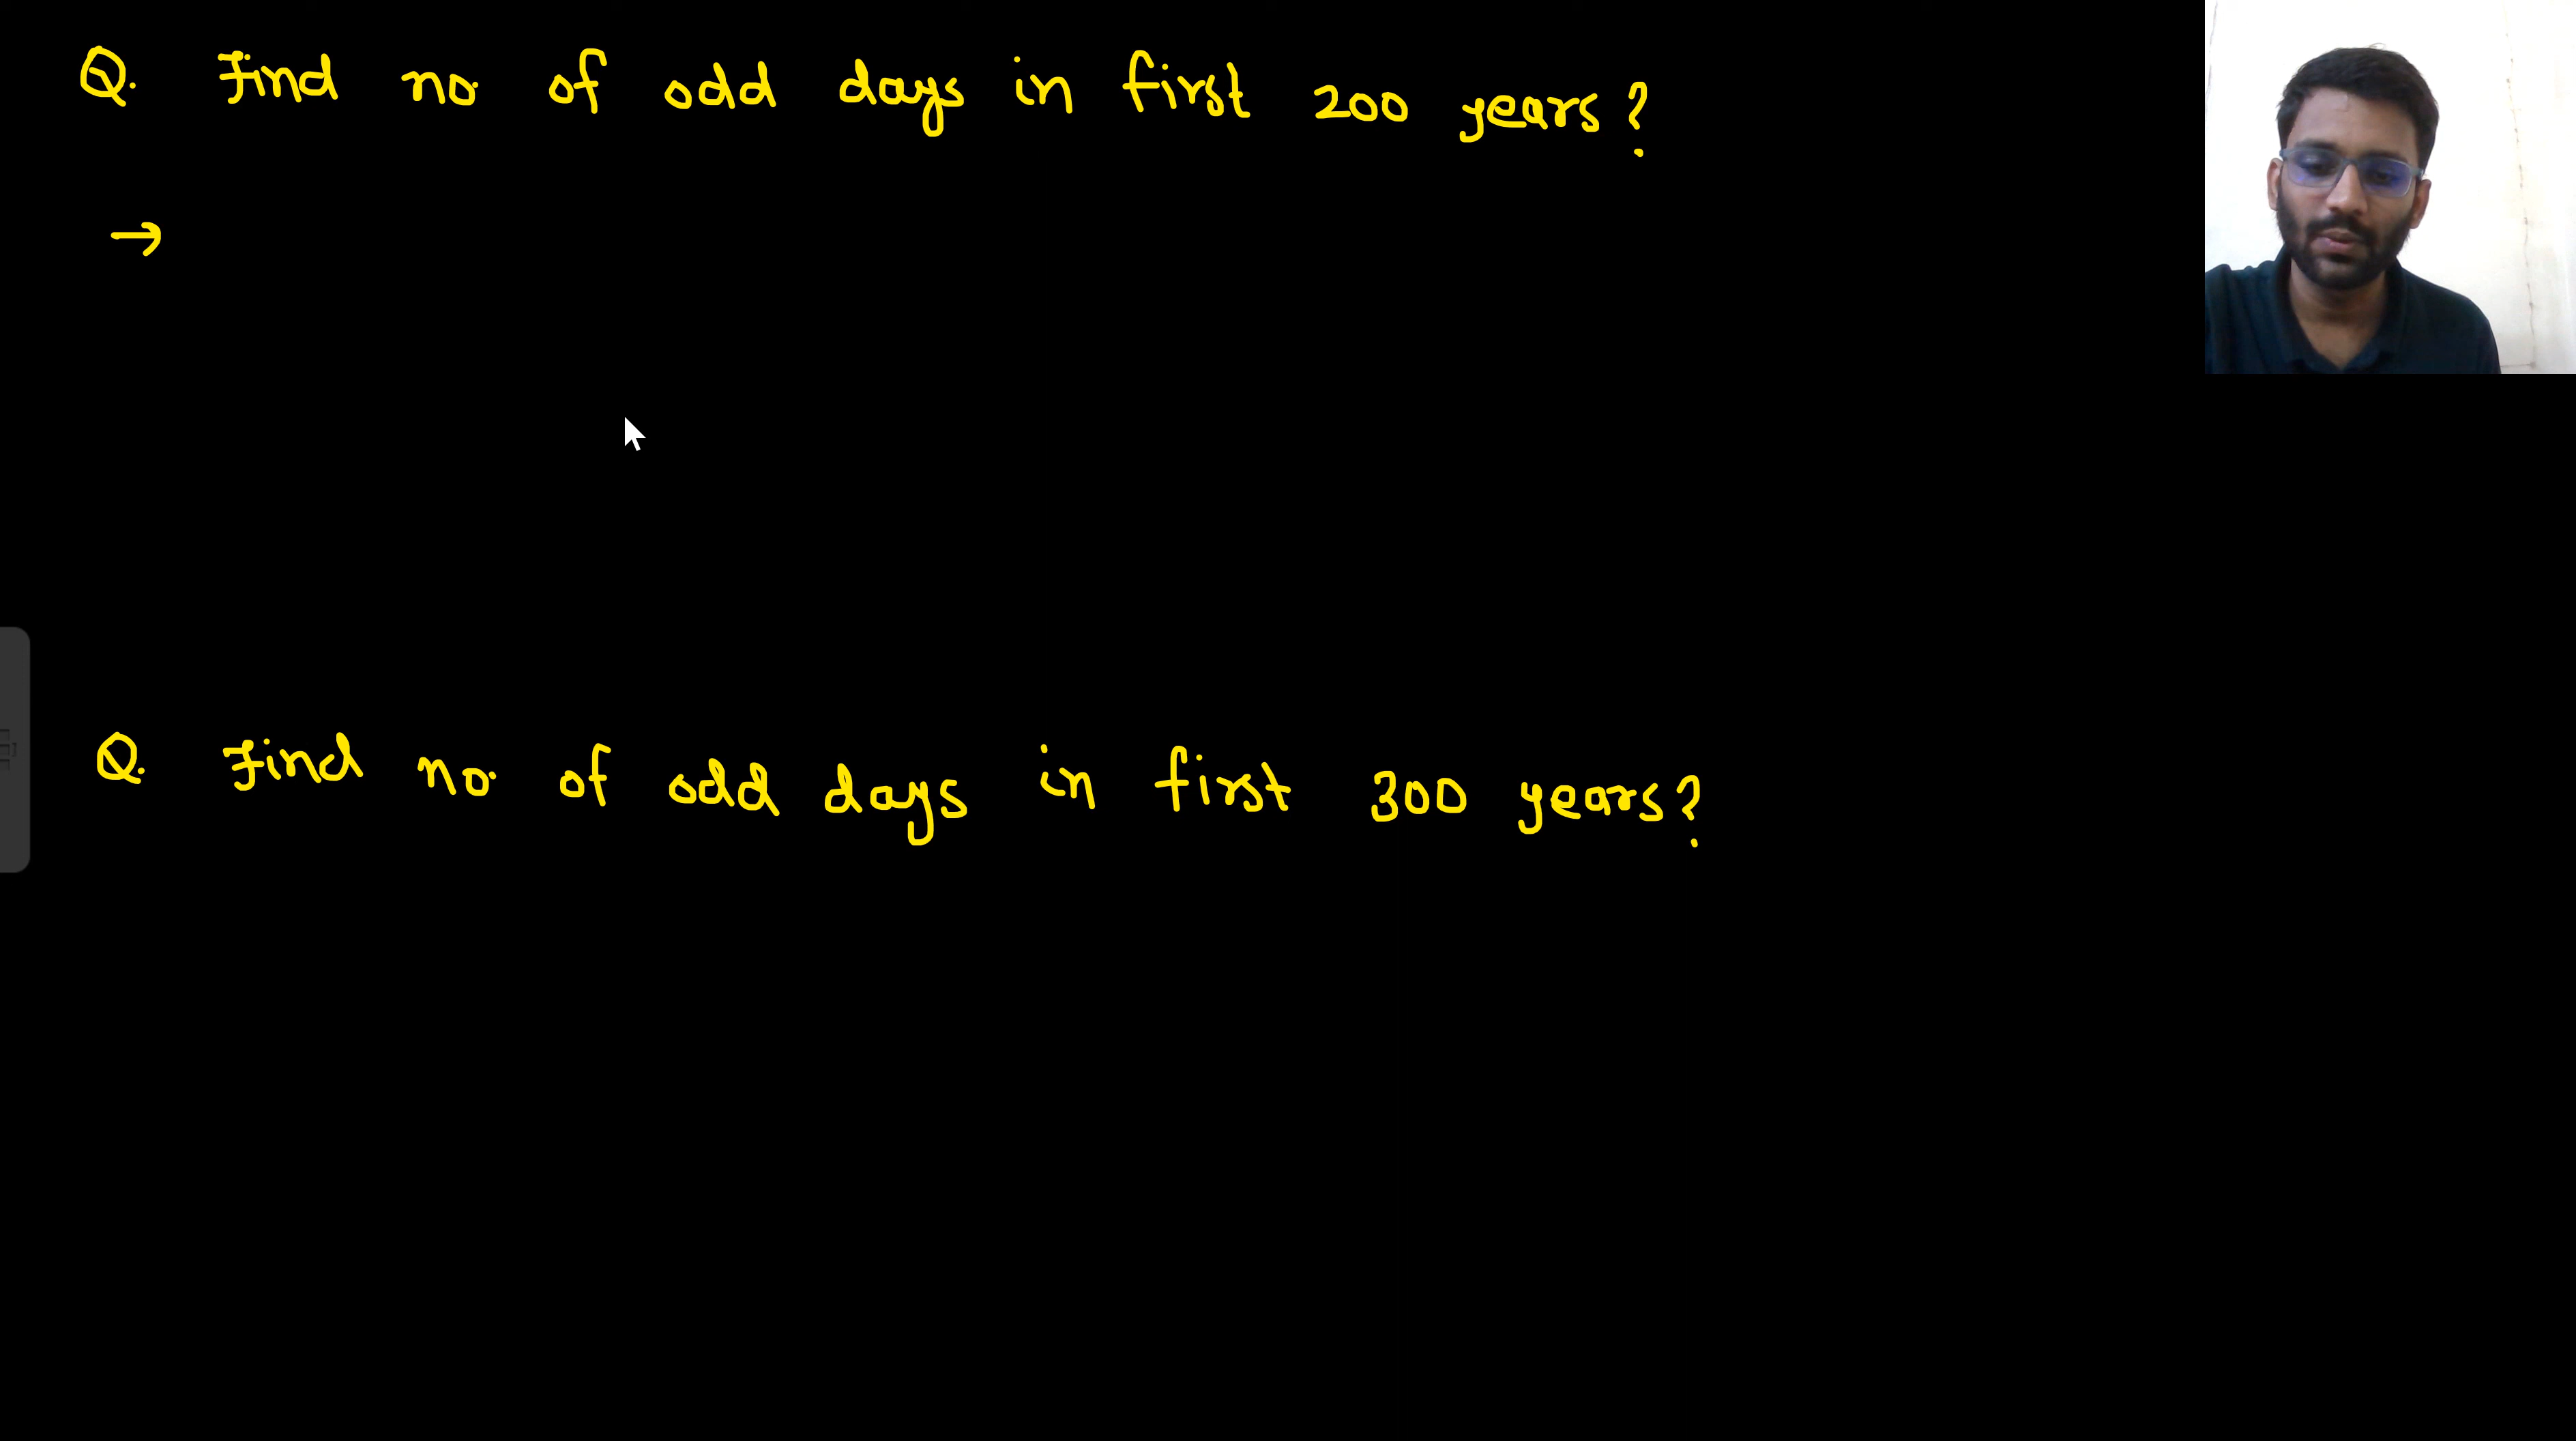 Q. Find no. of odd days in first 200 years?
→
Q. Find no. of odd days in first 300 years?